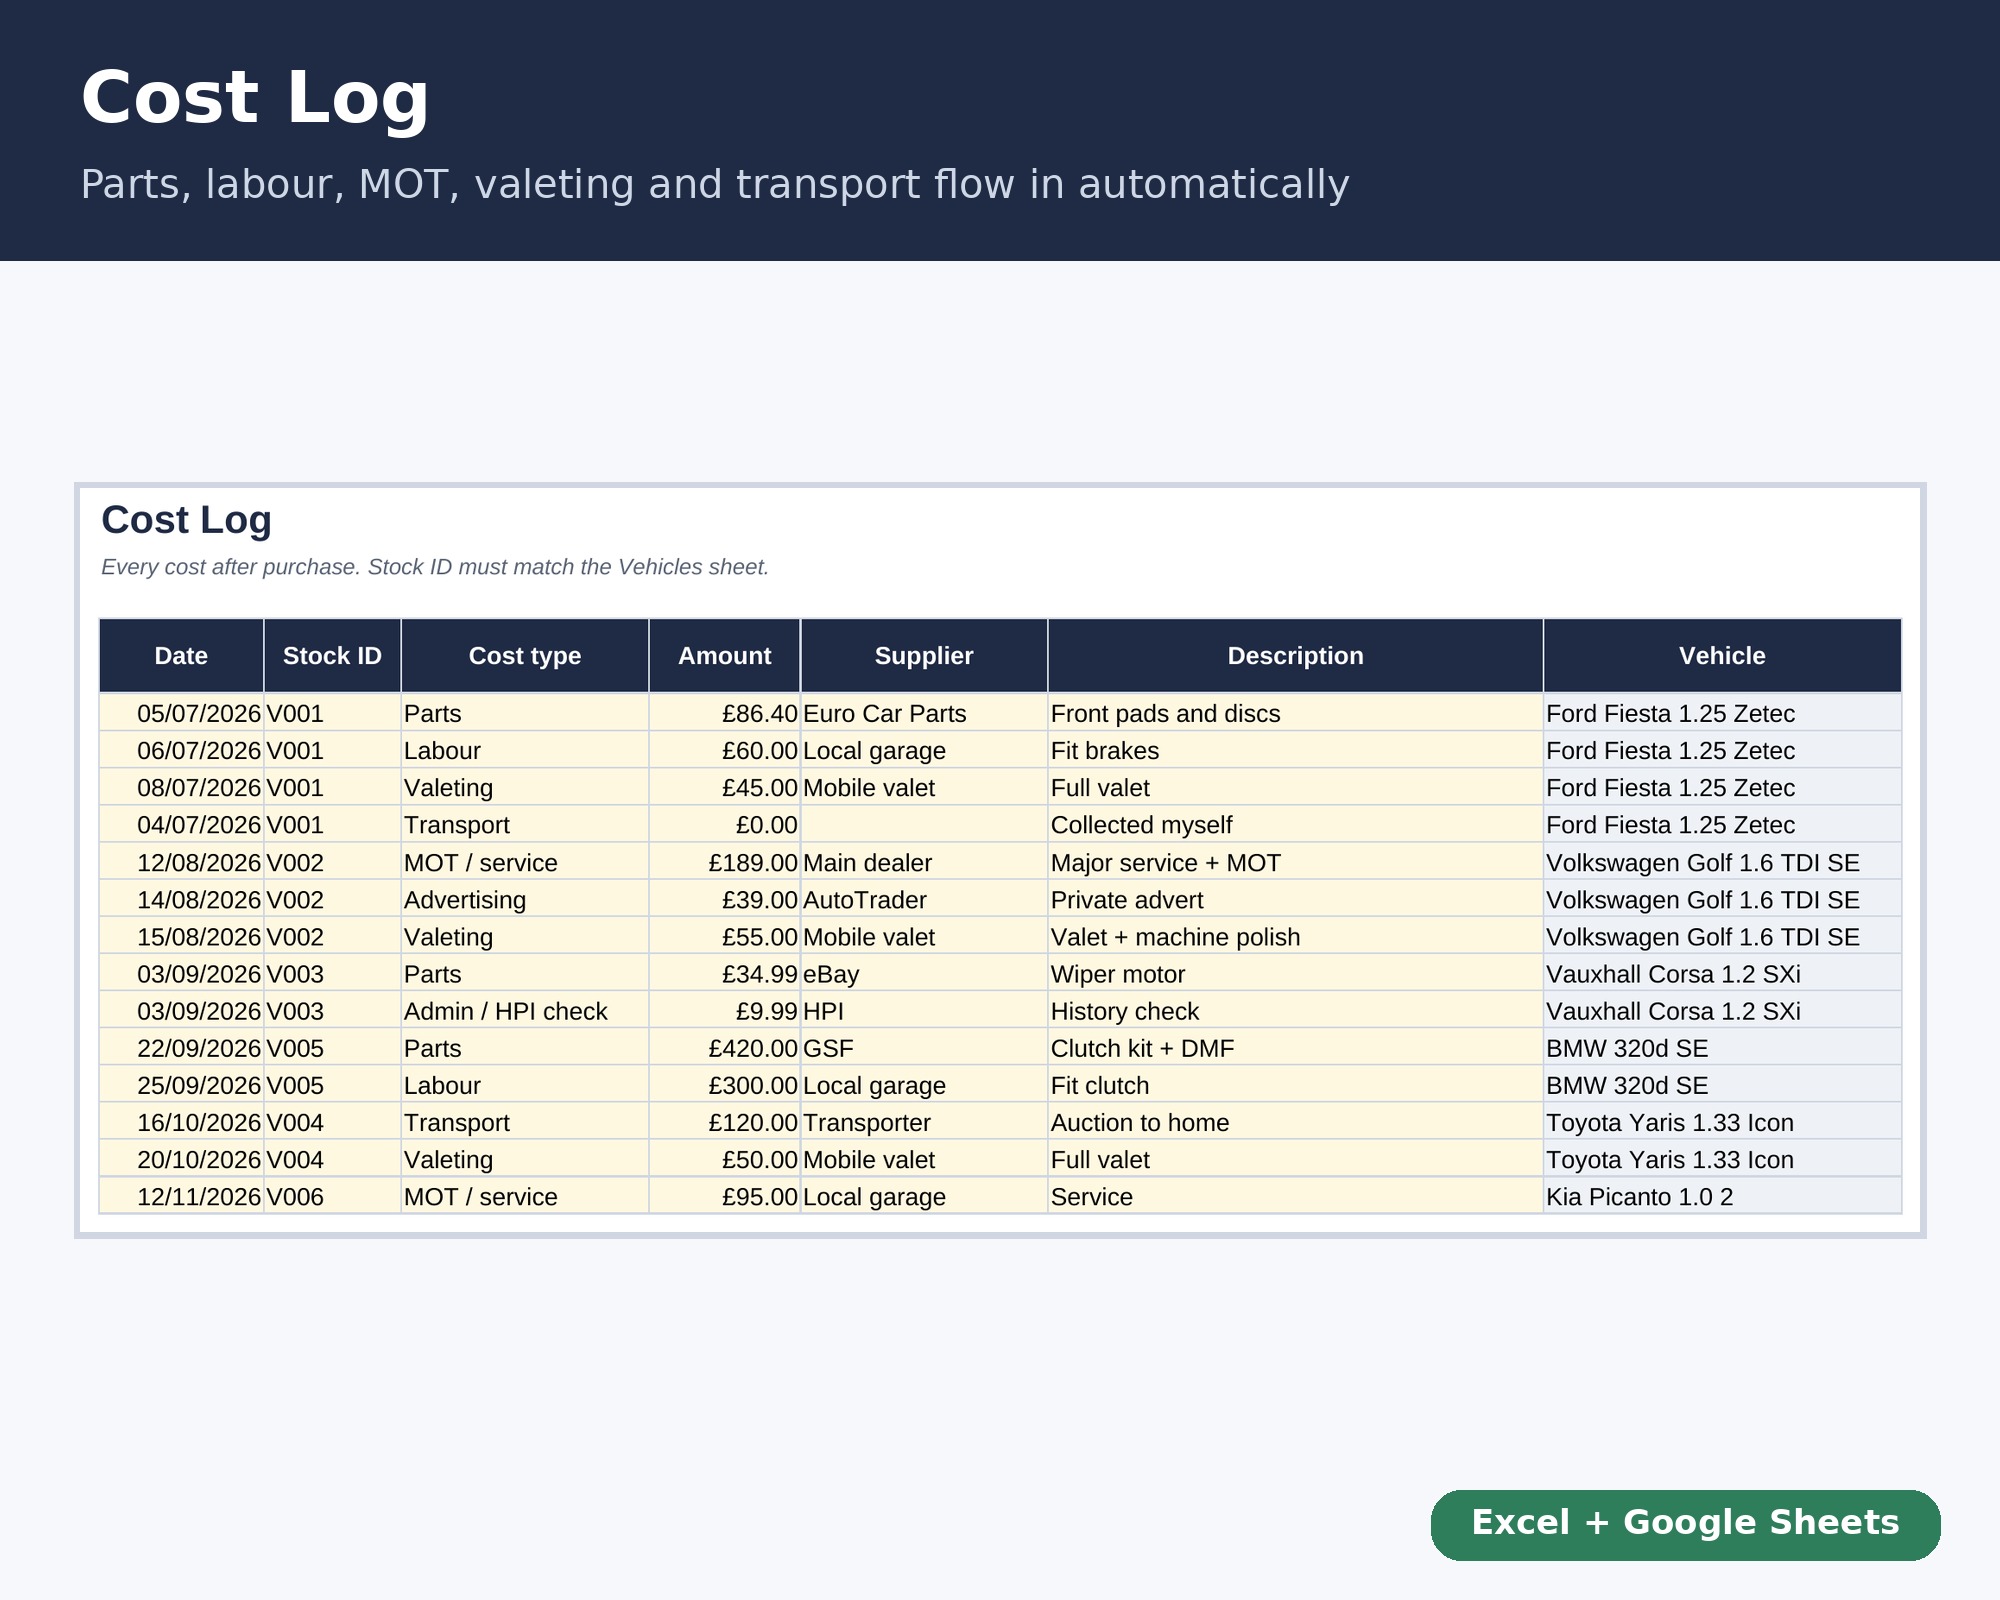 Cost Log
Parts, labour, MOT, valeting and transport flow in automatically
Cost Log
Every cost after purchase. Stock ID must match the Vehicles sheet.
Date Stock ID Cost type Amount Supplier Description Vehicle
05/07/2026 V001 Parts £86.40 Euro Car Parts Front pads and discs Ford Fiesta 1.25 Zetec
06/07/2026 V001 Labour £60.00 Local garage Fit brakes Ford Fiesta 1.25 Zetec
08/07/2026 V001 Valeting £45.00 Mobile valet Full valet Ford Fiesta 1.25 Zetec
04/07/2026 V001 Transport £0.00 Collected myself Ford Fiesta 1.25 Zetec
12/08/2026 V002 MOT / service £189.00 Main dealer Major service + MOT Volkswagen Golf 1.6 TDI SE
14/08/2026 V002 Advertising £39.00 AutoTrader Private advert Volkswagen Golf 1.6 TDI SE
15/08/2026 V002 Valeting £55.00 Mobile valet Valet + machine polish Volkswagen Golf 1.6 TDI SE
03/09/2026 V003 Parts £34.99 eBay Wiper motor Vauxhall Corsa 1.2 SXi
03/09/2026 V003 Admin / HPI check £9.99 HPI History check Vauxhall Corsa 1.2 SXi
22/09/2026 V005 Parts £420.00 GSF Clutch kit + DMF BMW 320d SE
25/09/2026 V005 Labour £300.00 Local garage Fit clutch BMW 320d SE
16/10/2026 V004 Transport £120.00 Transporter Auction to home Toyota Yaris 1.33 Icon
20/10/2026 V004 Valeting £50.00 Mobile valet Full valet Toyota Yaris 1.33 Icon
12/11/2026 V006 MOT / service £95.00 Local garage Service Kia Picanto 1.0 2
Excel + Google Sheets